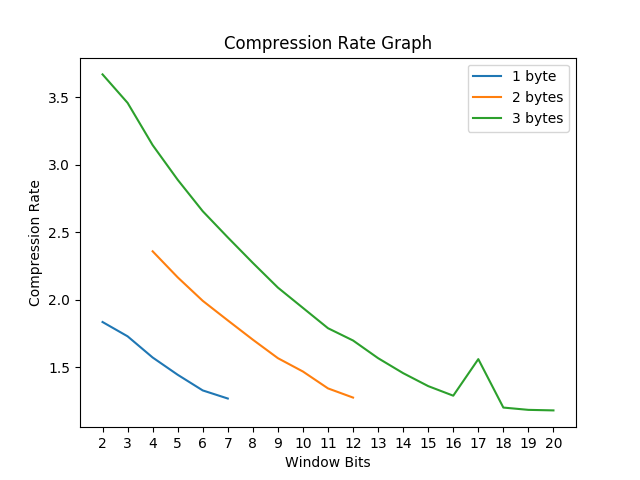 Compression Rate Graph
1 byte
2 bytes
3 bytes
Compression Rate
3.5
3.0
2.5
2.0
1.5
2 3 4 5 6 7 8 9 10 11 12 13 14 15 16 17 18 19 20
Window Bits